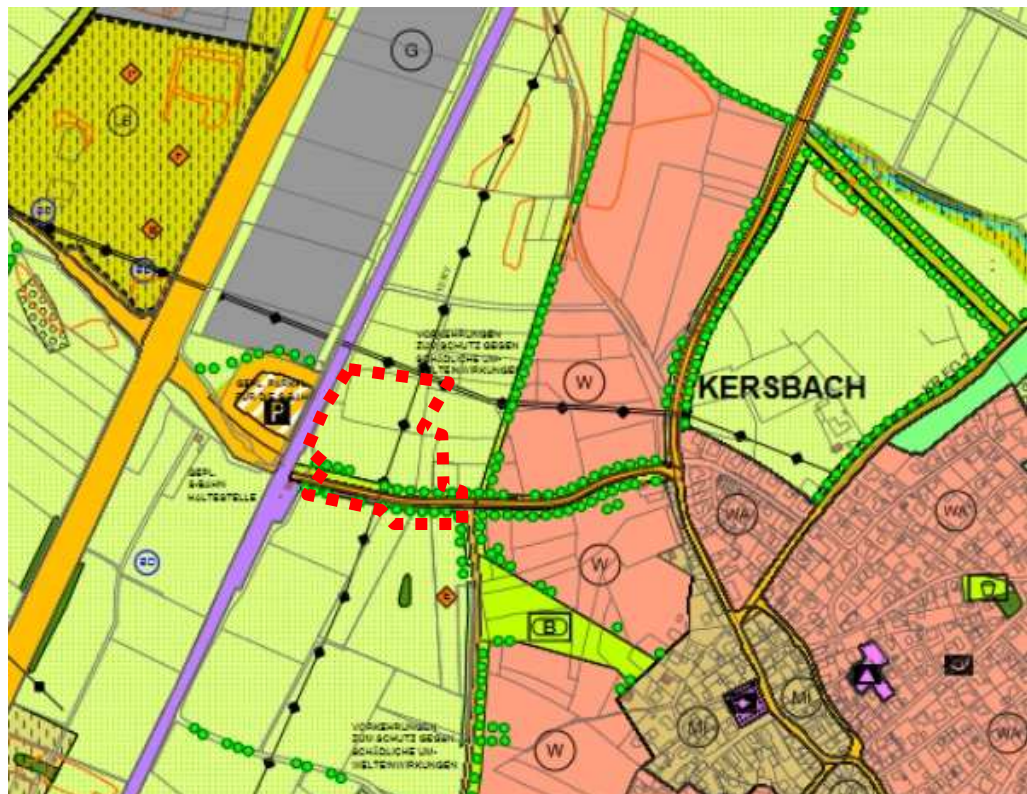 G
LB
VORKEHRUNGEN
ZUM SCHUTZ GEGEN
SCHÄDLICHE UM-
WELTEINWIRKUNGEN
W
KERSBACH
P
GEPL.
S-BAHN
HALTESTELLE
WA
WA
W
B
MI
MI
WA
W
VORKEHRUNGEN
ZUM SCHUTZ GEGEN
SCHÄDLICHE UM-
WELTEINWIRKUNGEN